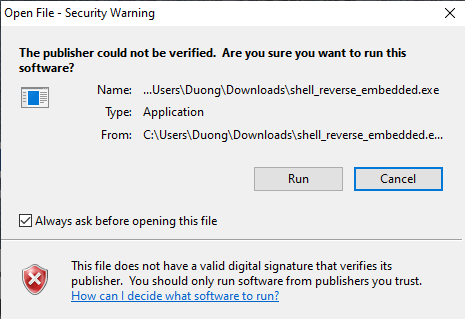 Open File - Security Warning
The publisher could not be verified. Are you sure you want to run this
software?
Name: ...Users\Duong\Downloads\shell_reverse_embedded.exe
Type: Application
From: C:\Users\Duong\Downloads\shell_reverse_embedded.e...
Run Cancel
Always ask before opening this file
This file does not have a valid digital signature that verifies its
publisher. You should only run software from publishers you trust.
How can I decide what software to run?